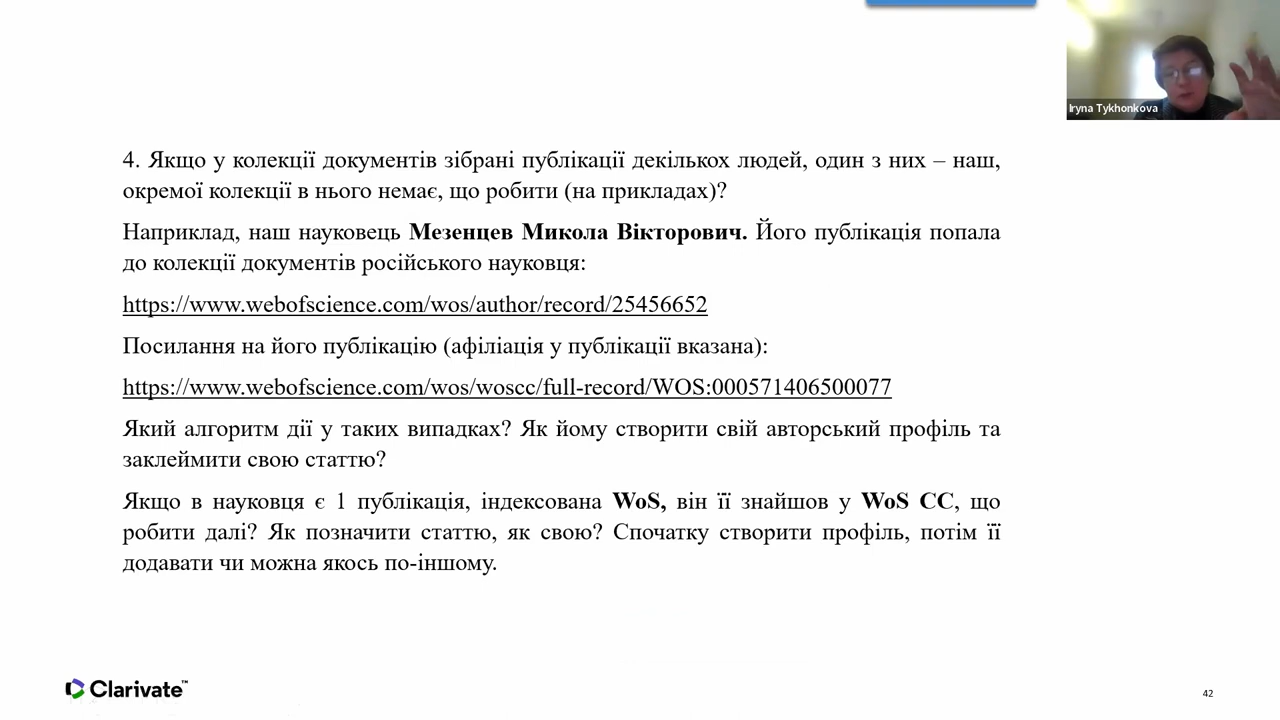 Iryna Tykhonkova
4. Якщо у колекції документів зібрані публікації декількох людей, один з них – наш,
окремої колекції в нього немає, що робити (на прикладах)?
Наприклад, наш науковець Мезенцев Микола Вікторович. Його публікація попала
до колекції документів російського науковця:
https://www.webofscience.com/wos/author/record/25456652
Посилання на його публікацію (афіліація у публікації вказана):
https://www.webofscience.com/wos/woscc/full-record/WOS:000571406500077
Який алгоритм дії у таких випадках? Як йому створити свій авторський профіль та
заклеймити свою статтю?
Якщо в науковця є 1 публікація, індексована WoS, він її знайшов у WoS CC, що
робити далі? Як позначити статтю, як свою? Спочатку створити профіль, потім її
додавати чи можна якось по-іншому.
Clarivate™
42